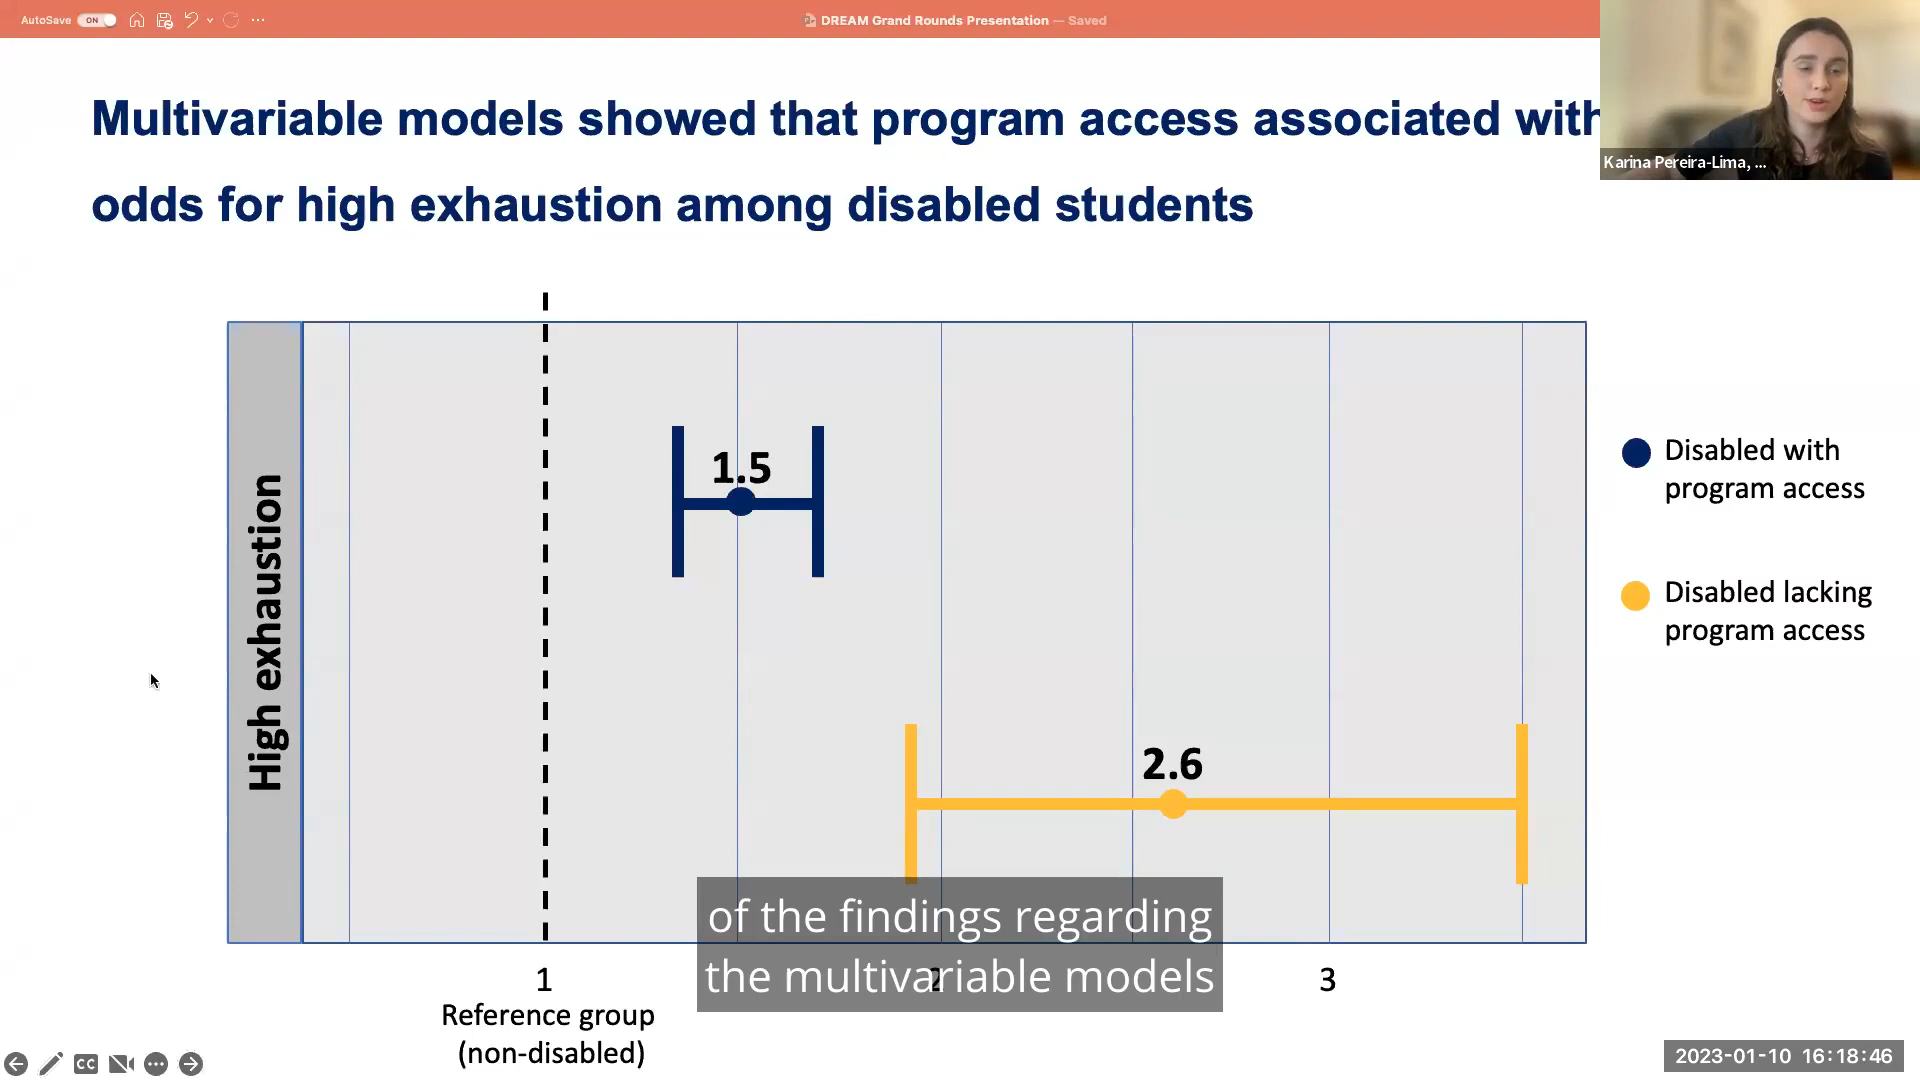 AutoSave ON DREAM Grand Rounds Presentation — Saved
Multivariable models showed that program access associated with
odds for high exhaustion among disabled students
Karina Pereira-Lima, ...
High exhaustion
1.5
2.6
Disabled with
program access
Disabled lacking
program access
of the findings regarding
the multivariable models
1
2
3
Reference group
(non-disabled)
CC
2023-01-10 16:18:46